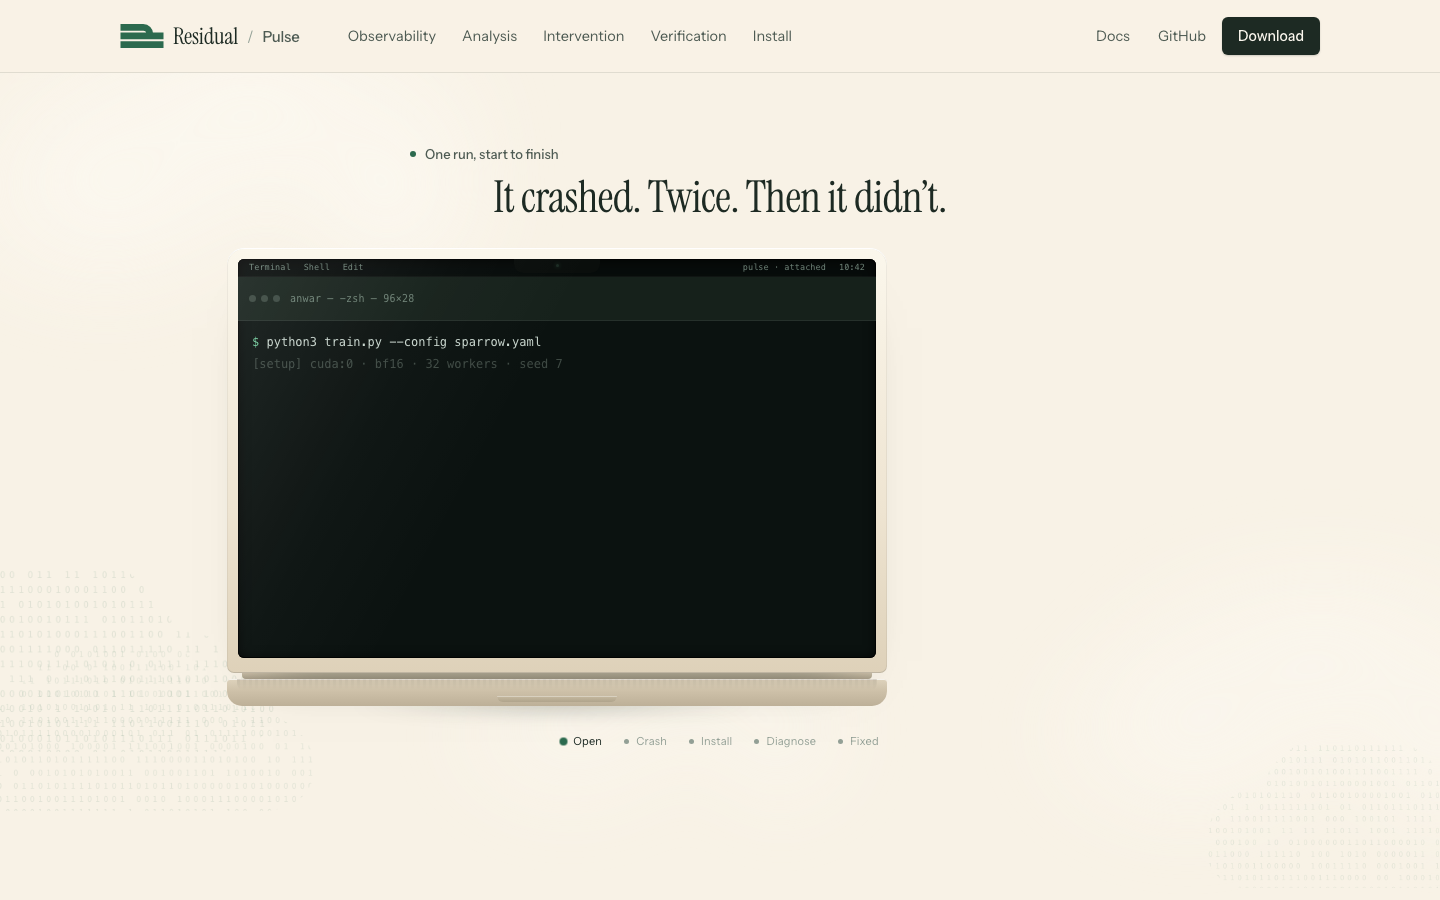 Residual / Pulse
Observability Analysis Intervention Verification Install
Docs GitHub Download
One run, start to finish
It crashed. Twice. Then it didn’t.
Terminal Shell Edit
pulse · attached 10:42
anwar — -zsh — 96×28
$ python3 train.py --config sparrow.yaml
[setup] cuda:0 · bf16 · 32 workers · seed 7
Open Crash Install Diagnose Fixed